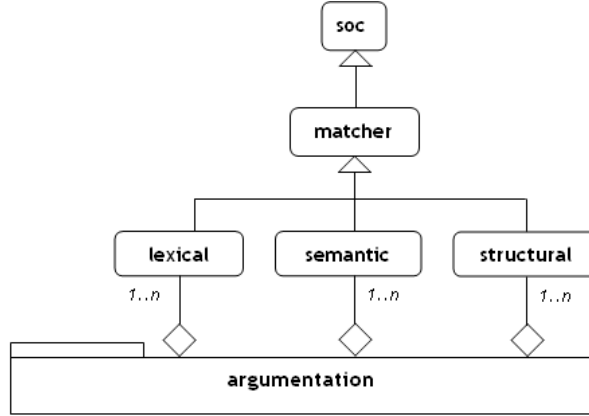 soc
matcher
lexical
semantic
structural
1..n
1..n
1..n
argumentation